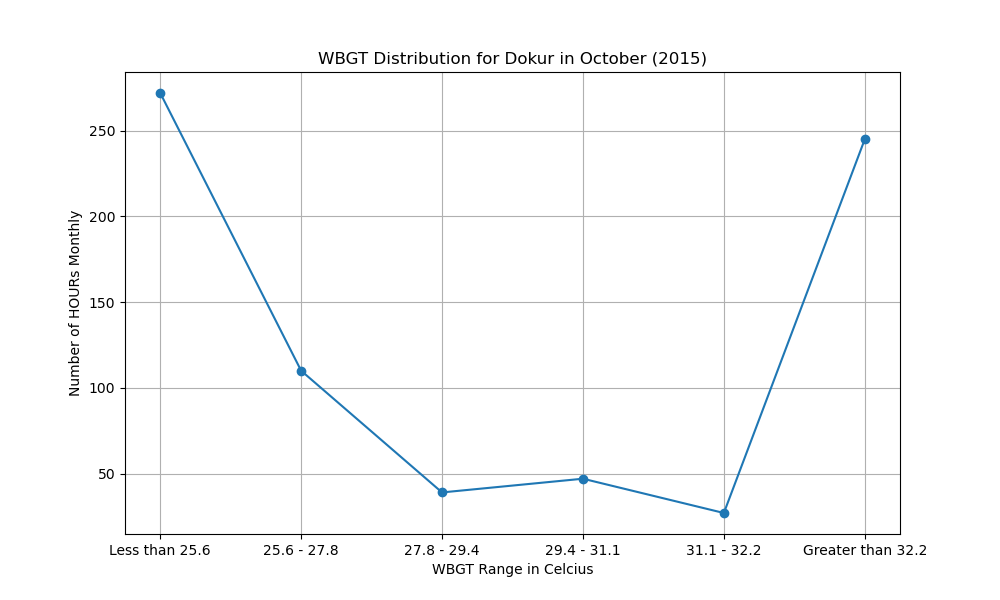 WBGT Distribution for Dokur in October (2015)
Number of HOURs Monthly
250
200
150
100
50
Less than 25.6
25.6 - 27.8
27.8 - 29.4
29.4 - 31.1
31.1 - 32.2
Greater than 32.2
WBGT Range in Celcius